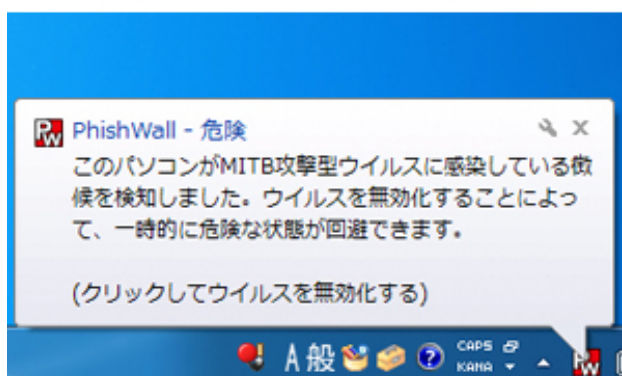 PhishWall - 危険
このパソコンがMITB攻撃型ウイルスに感染している徴
候を検知しました。ウイルスを無効化することによっ
て、一時的に危険な状態が回避できます。
(クリックしてウイルスを無効化する)
A 般 CAPS
KANA